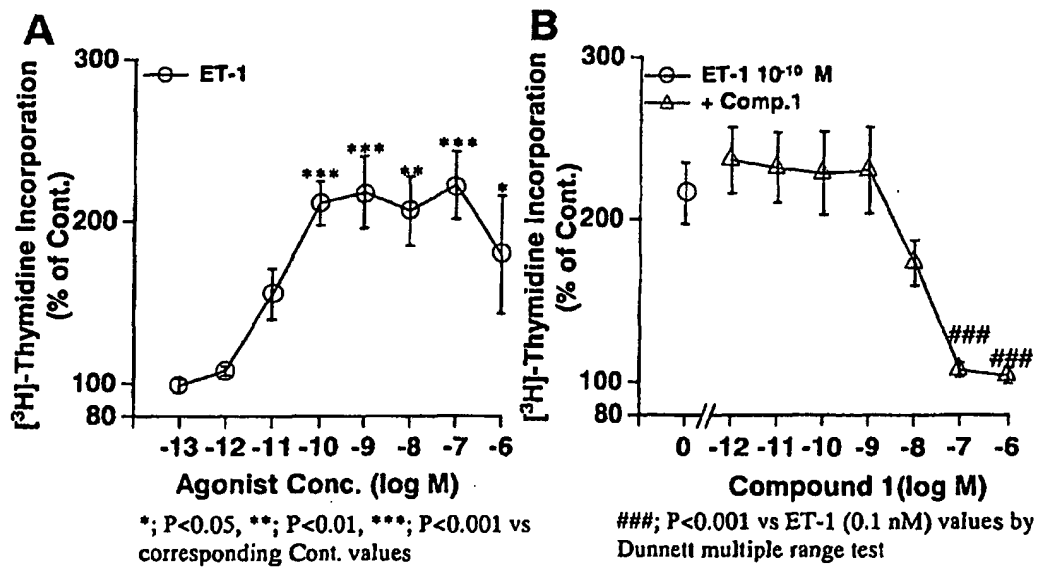 A
[³H]-Thymidine Incorporation
(% of Cont.)
300
200
100
80
ET-1
***
***
**
***
*
-13 -12 -11 -10 -9 -8 -7 -6
Agonist Conc. (log M)
*; P<0.05, **; P<0.01, ***; P<0.001 vs
corresponding Cont. values
B
[³H]-Thymidine Incorporation
(% of Cont.)
300
200
100
80
ET-1 10⁻¹⁰ M
+ Comp.1
###
###
0 -12 -11 -10 -9 -8 -7 -6
Compound 1(log M)
###; P<0.001 vs ET-1 (0.1 nM) values by
Dunnett multiple range test